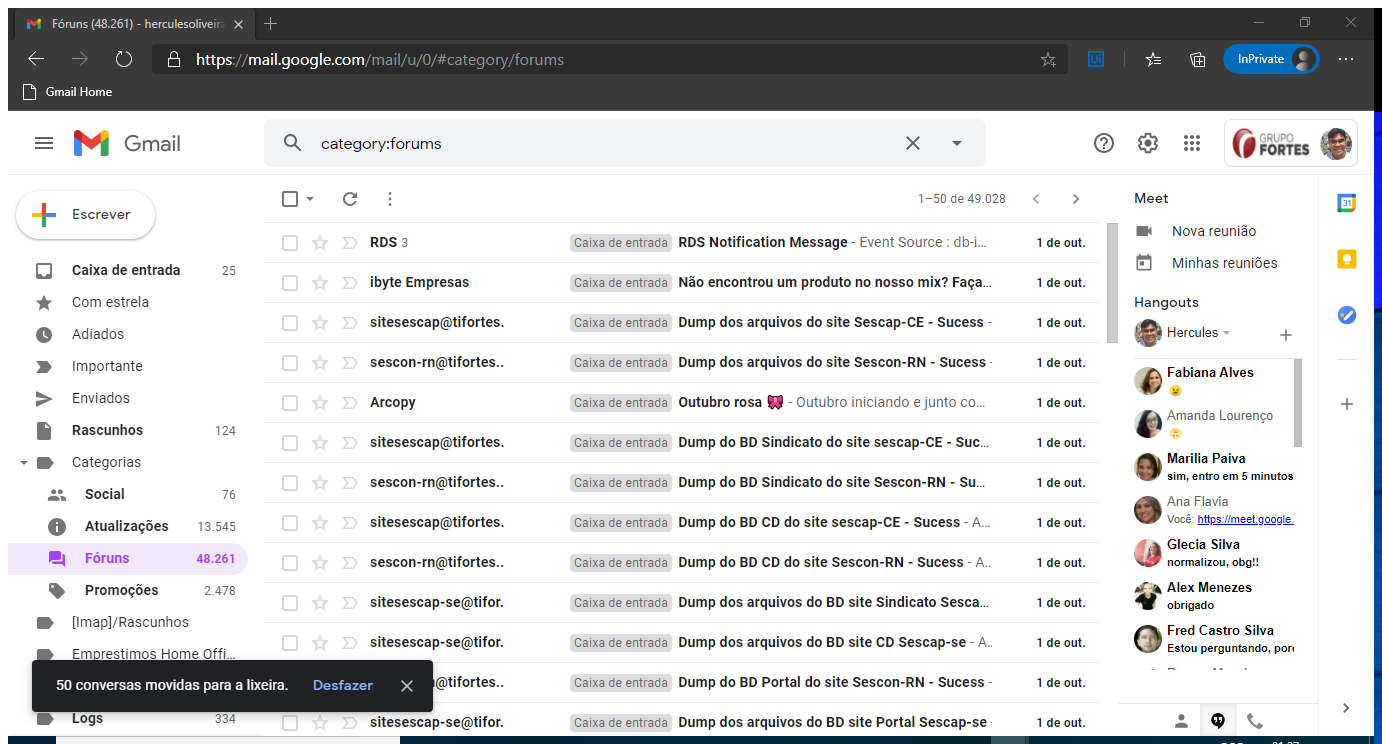 Fóruns (48.261) - herculesoliveira
https://mail.google.com/mail/u/0/#category/forums
InPrivate
Gmail Home
Gmail
category:forums
GRUPO
FORTES
Escrever
1–50 de 49.028
Caixa de entrada 25
Com estrela
Adiados
Importante
Enviados
Rascunhos 124
Categorias
Social 76
Atualizações 13.545
Fóruns 48.261
Promoções 2.478
[Imap]/Rascunhos
Emprestimos Home Offi...
Logs 334
RDS 3 Caixa de entrada RDS Notification Message - Event Source : db-i... 1 de out.
ibyte Empresas Caixa de entrada Não encontrou um produto no nosso mix? Faça... 1 de out.
sitesescap@tifortes. Caixa de entrada Dump dos arquivos do site Sescap-CE - Sucess - 1 de out.
sescon-rn@tifortes.. Caixa de entrada Dump dos arquivos do site Sescon-RN - Sucess - 1 de out.
Arcopy Caixa de entrada Outubro rosa 🎀 - Outubro iniciando e junto co... 1 de out.
sitesescap@tifortes. Caixa de entrada Dump do BD Sindicato do site sescap-CE - Suc... 1 de out.
sescon-rn@tifortes.. Caixa de entrada Dump do BD Sindicato do site Sescon-RN - Su... 1 de out.
sitesescap@tifortes. Caixa de entrada Dump do BD CD do site sescap-CE - Sucess - A... 1 de out.
sescon-rn@tifortes.. Caixa de entrada Dump do BD CD do site Sescon-RN - Sucess - A... 1 de out.
sitesescap-se@tifor. Caixa de entrada Dump dos arquivos do BD site Sindicato Sesca... 1 de out.
sitesescap-se@tifor. Caixa de entrada Dump dos arquivos do BD site CD Sescap-se - A.. 1 de out.
@tifortes.. Caixa de entrada Dump do BD Portal do site Sescon-RN - Sucess - 1 de out.
sitesescap-se@tifor. Caixa de entrada Dump dos arquivos do BD site Portal Sescap-se 1 de out.
50 conversas movidas para a lixeira. Desfazer
Meet
Nova reunião
Minhas reuniões
Hangouts
Hercules
Fabiana Alves
😉
Amanda Lourenço
🙃
Marilia Paiva
sim, entro em 5 minutos
Ana Flavia
Você: https://meet.google.
Glecia Silva
normalizou, obg!!
Alex Menezes
obrigado
Fred Castro Silva
Estou perguntando, porq
31